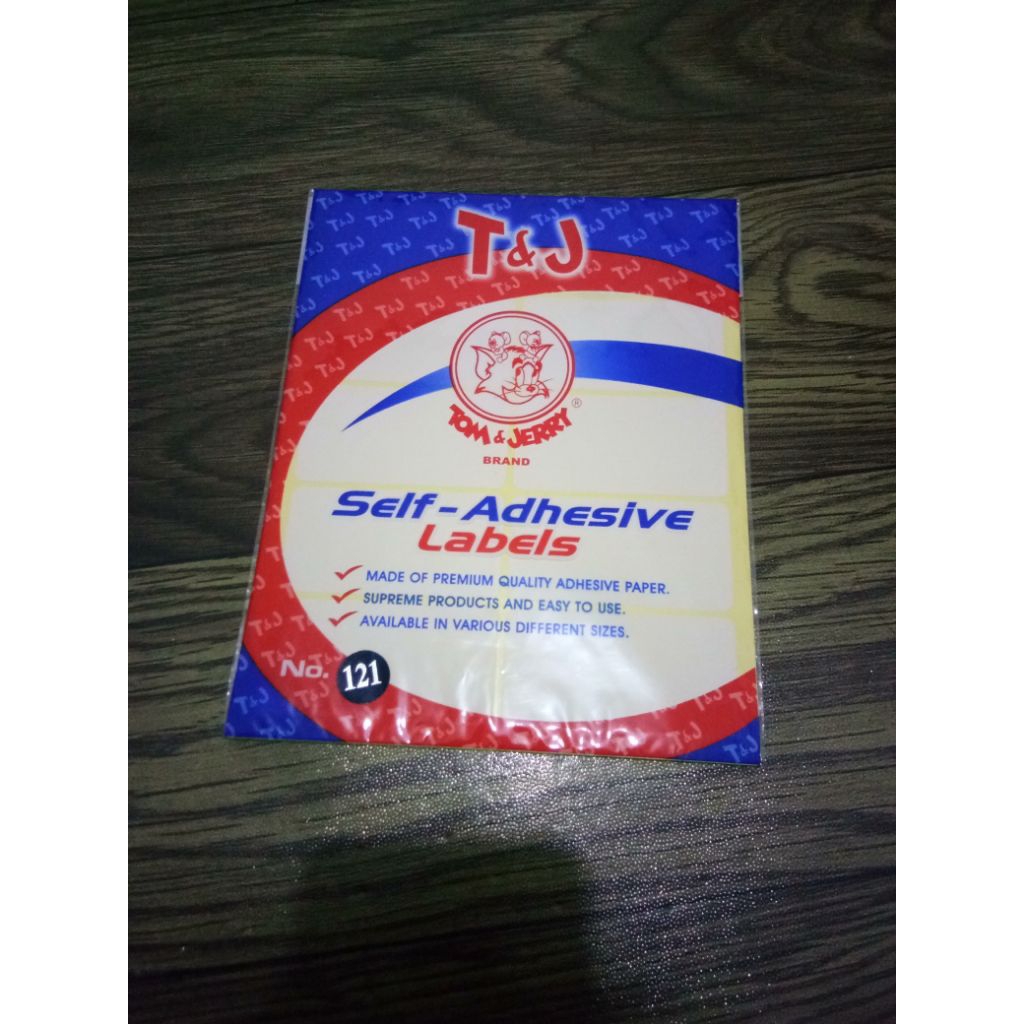 T&J
TOM & JERRY ®
BRAND
Self-Adhesive
Labels
MADE OF PREMIUM QUALITY ADHESIVE PAPER.
SUPREME PRODUCTS AND EASY TO USE.
AVAILABLE IN VARIOUS DIFFERENT SIZES.
No. 121